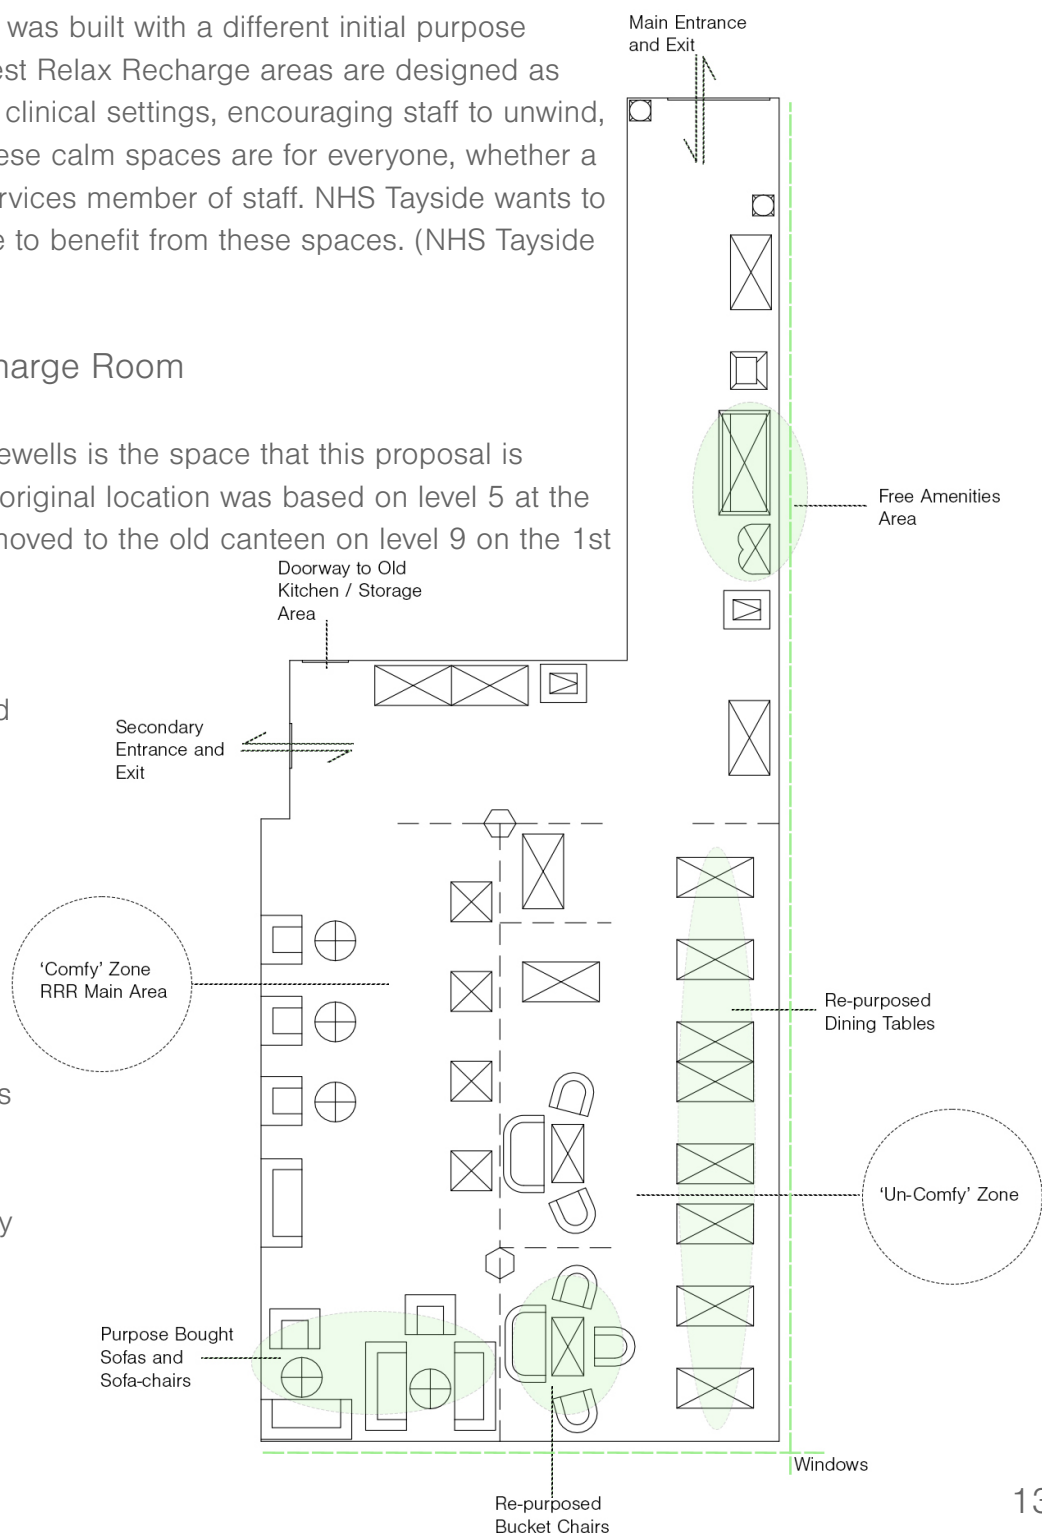 was built with a different initial purpose
est Relax Recharge areas are designed as
clinical settings, encouraging staff to unwind,
ese calm spaces are for everyone, whether a
ervices member of staff. NHS Tayside wants to
e to benefit from these spaces. (NHS Tayside
harge Room
ewells is the space that this proposal is
original location was based on level 5 at the
moved to the old canteen on level 9 on the 1st
d
s
y
Main Entrance
and Exit
Free Amenities
Area
Doorway to Old
Kitchen / Storage
Area
Secondary
Entrance and
Exit
‘Comfy’ Zone
RRR Main Area
Re-purposed
Dining Tables
‘Un-Comfy’ Zone
Purpose Bought
Sofas and
Sofa-chairs
Windows
Re-purposed
Bucket Chairs
13